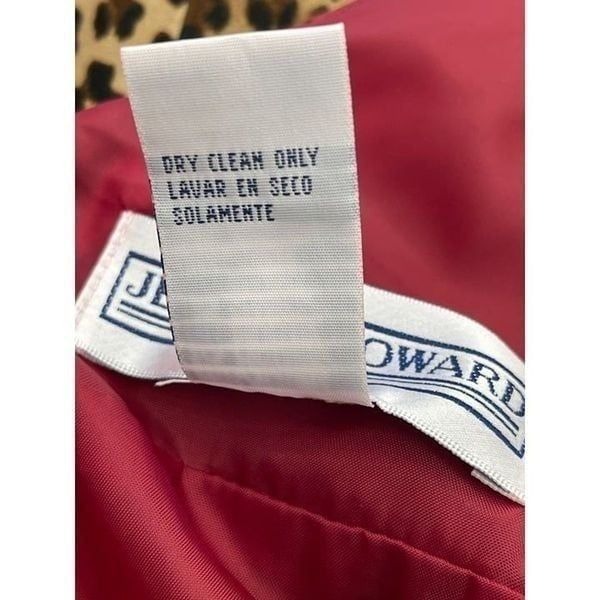 DRY CLEAN ONLY
LAVAR EN SECO
SOLAMENTE